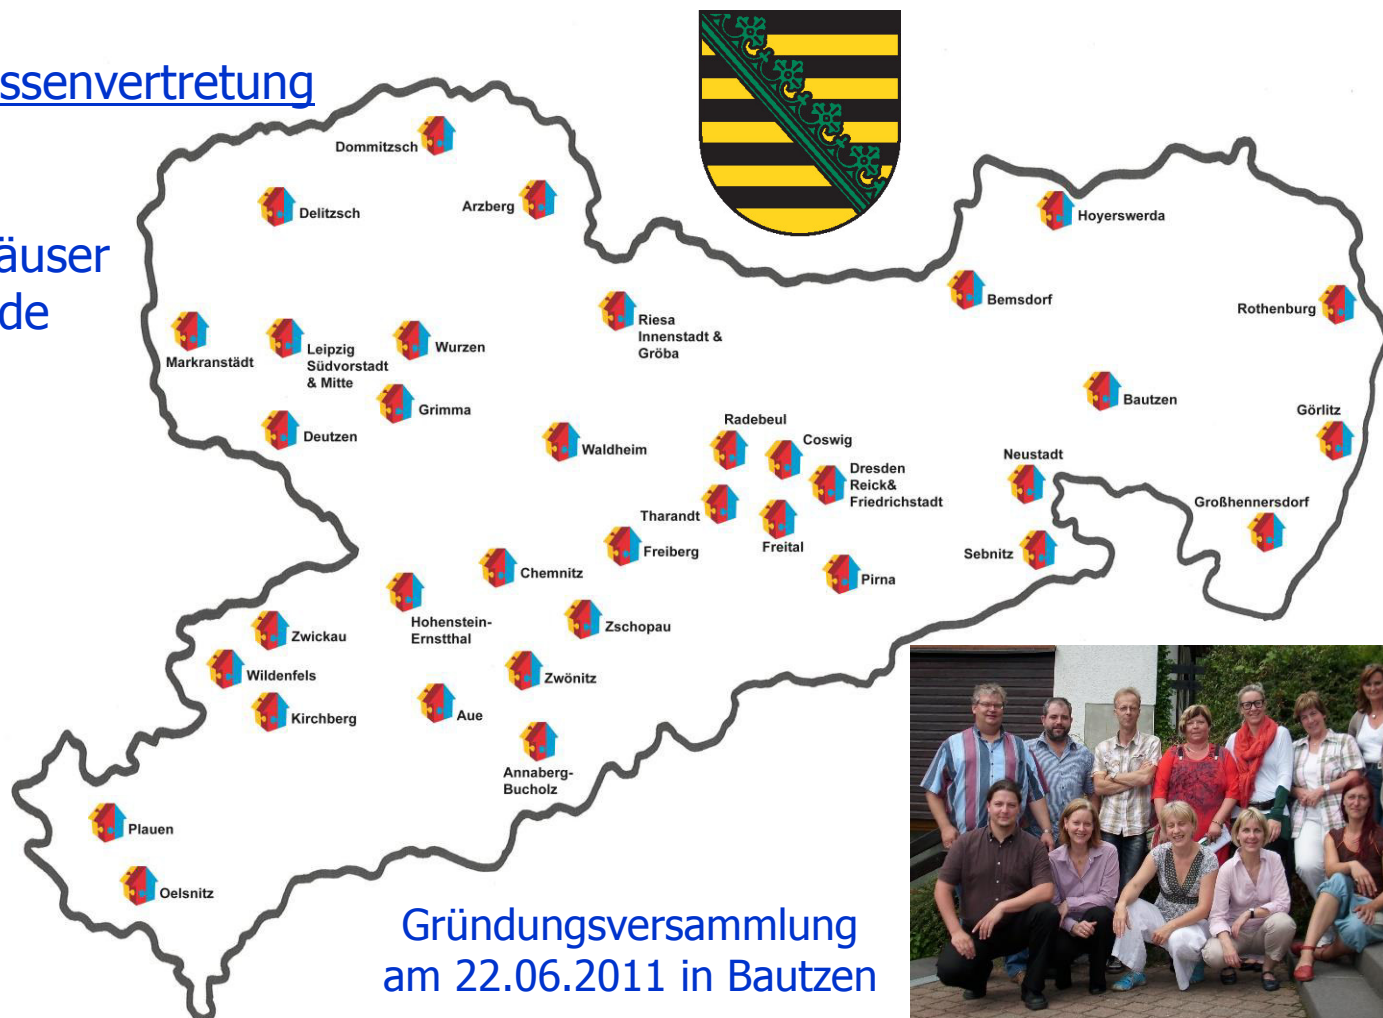 ssenvertretung
äuser
de
Dommitzsch
Delitzsch
Arzberg
Hoyerswerda
Bemsdorf
Rothenburg
Markranstädt
Leipzig
Südvorstadt
& Mitte
Wurzen
Riesa
Innenstadt &
Gröba
Grimma
Deutzen
Waldheim
Radebeul
Coswig
Dresden
Reick&
Friedrichstadt
Bautzen
Görlitz
Neustadt
Großhennersdorf
Tharandt
Freital
Freiberg
Sebnitz
Pirna
Chemnitz
Hohenstein-
Ernstthal
Zschopau
Zwickau
Wildenfels
Kirchberg
Zwönitz
Aue
Annaberg-
Bucholz
Plauen
Oelsnitz
Gründungsversammlung
am 22.06.2011 in Bautzen